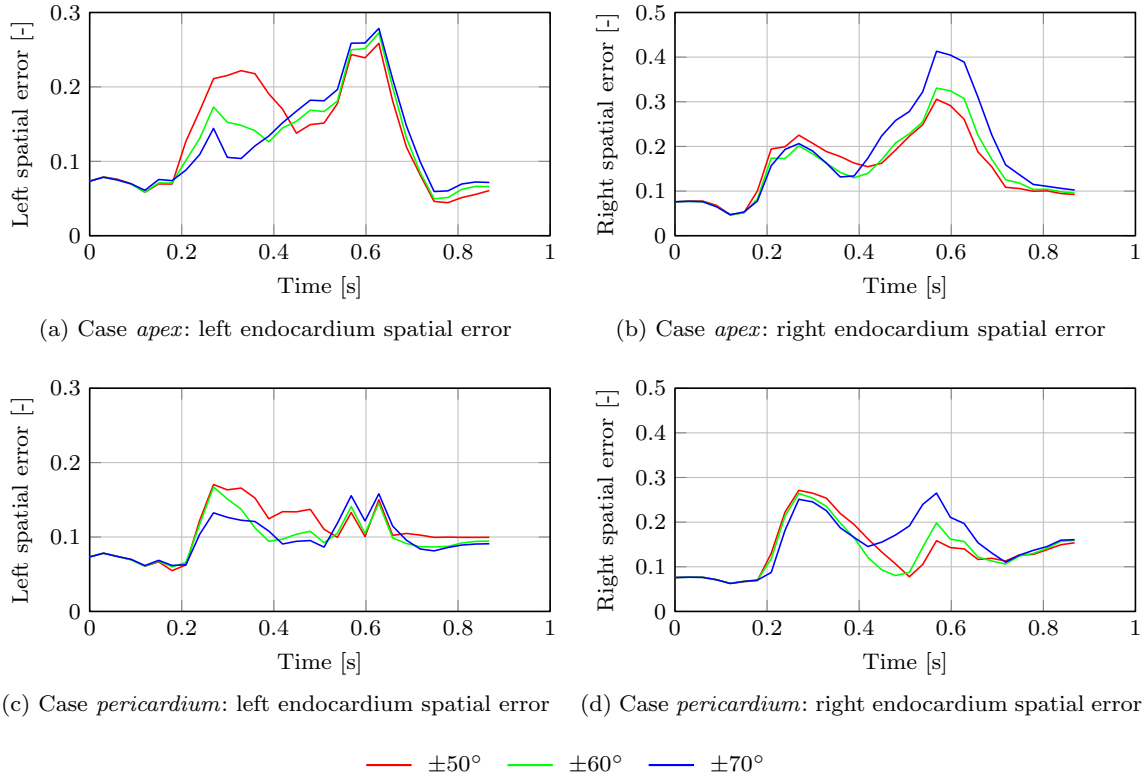 0.3
0.2
0.1
0
0 0.2 0.4 0.6 0.8 1
Left spatial error [-]
Time [s]
(a) Case apex: left endocardium spatial error
0.5
0.4
0.3
0.2
0.1
0
0 0.2 0.4 0.6 0.8 1
Right spatial error [-]
Time [s]
(b) Case apex: right endocardium spatial error
0.3
0.2
0.1
0
0 0.2 0.4 0.6 0.8 1
Left spatial error [-]
Time [s]
(c) Case pericardium: left endocardium spatial error
0.5
0.4
0.3
0.2
0.1
0
0 0.2 0.4 0.6 0.8 1
Right spatial error [-]
Time [s]
(d) Case pericardium: right endocardium spatial error
±50° ±60° ±70°